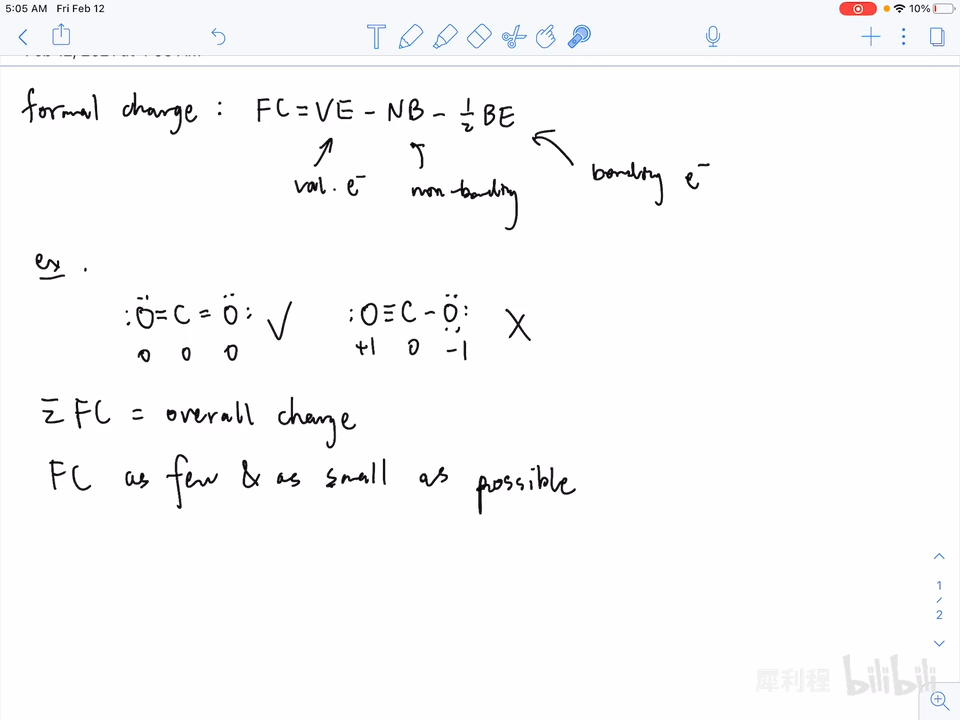 5:05 AM Fri Feb 12
10%
formal charge : FC = VE - NB - ½ BE
val. e⁻ non-bonding bonding e⁻
ex .
:Ö=C=Ö: √ :O≡C-Ö: X
0 0 0 +1 0 -1
Σ FC = overall charge
FC as few & as small as possible
1
/
2
犀利程 bilibili